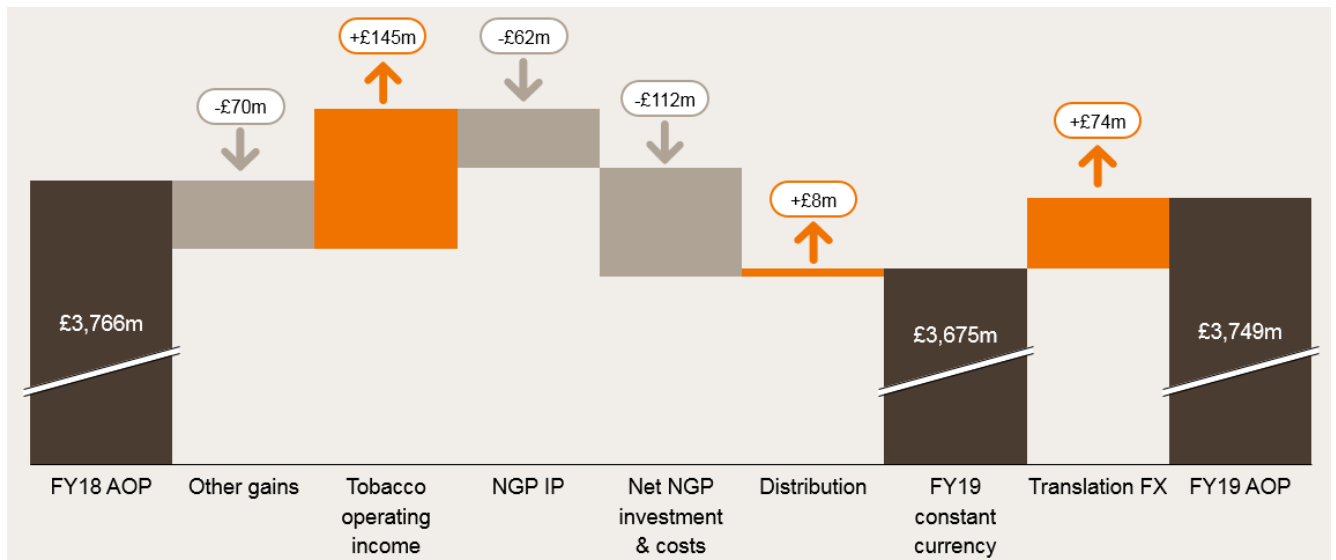 +£145m
-£62m
-£70m
-£112m
+£74m
+£8m
£3,766m
£3,675m
£3,749m
FY18 AOP
Other gains
Tobacco
operating
income
NGP IP
Net NGP
investment
& costs
Distribution
FY19
constant
currency
Translation FX
FY19 AOP